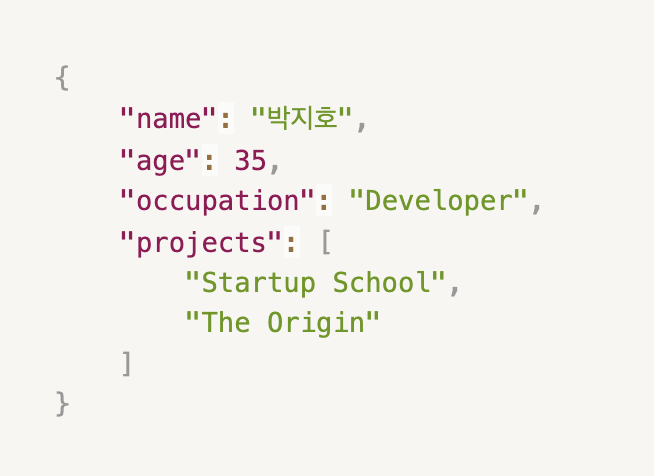 {
    "name": "박지호",
    "age": 35,
    "occupation": "Developer",
    "projects": [
        "Startup School",
        "The Origin"
    ]
}